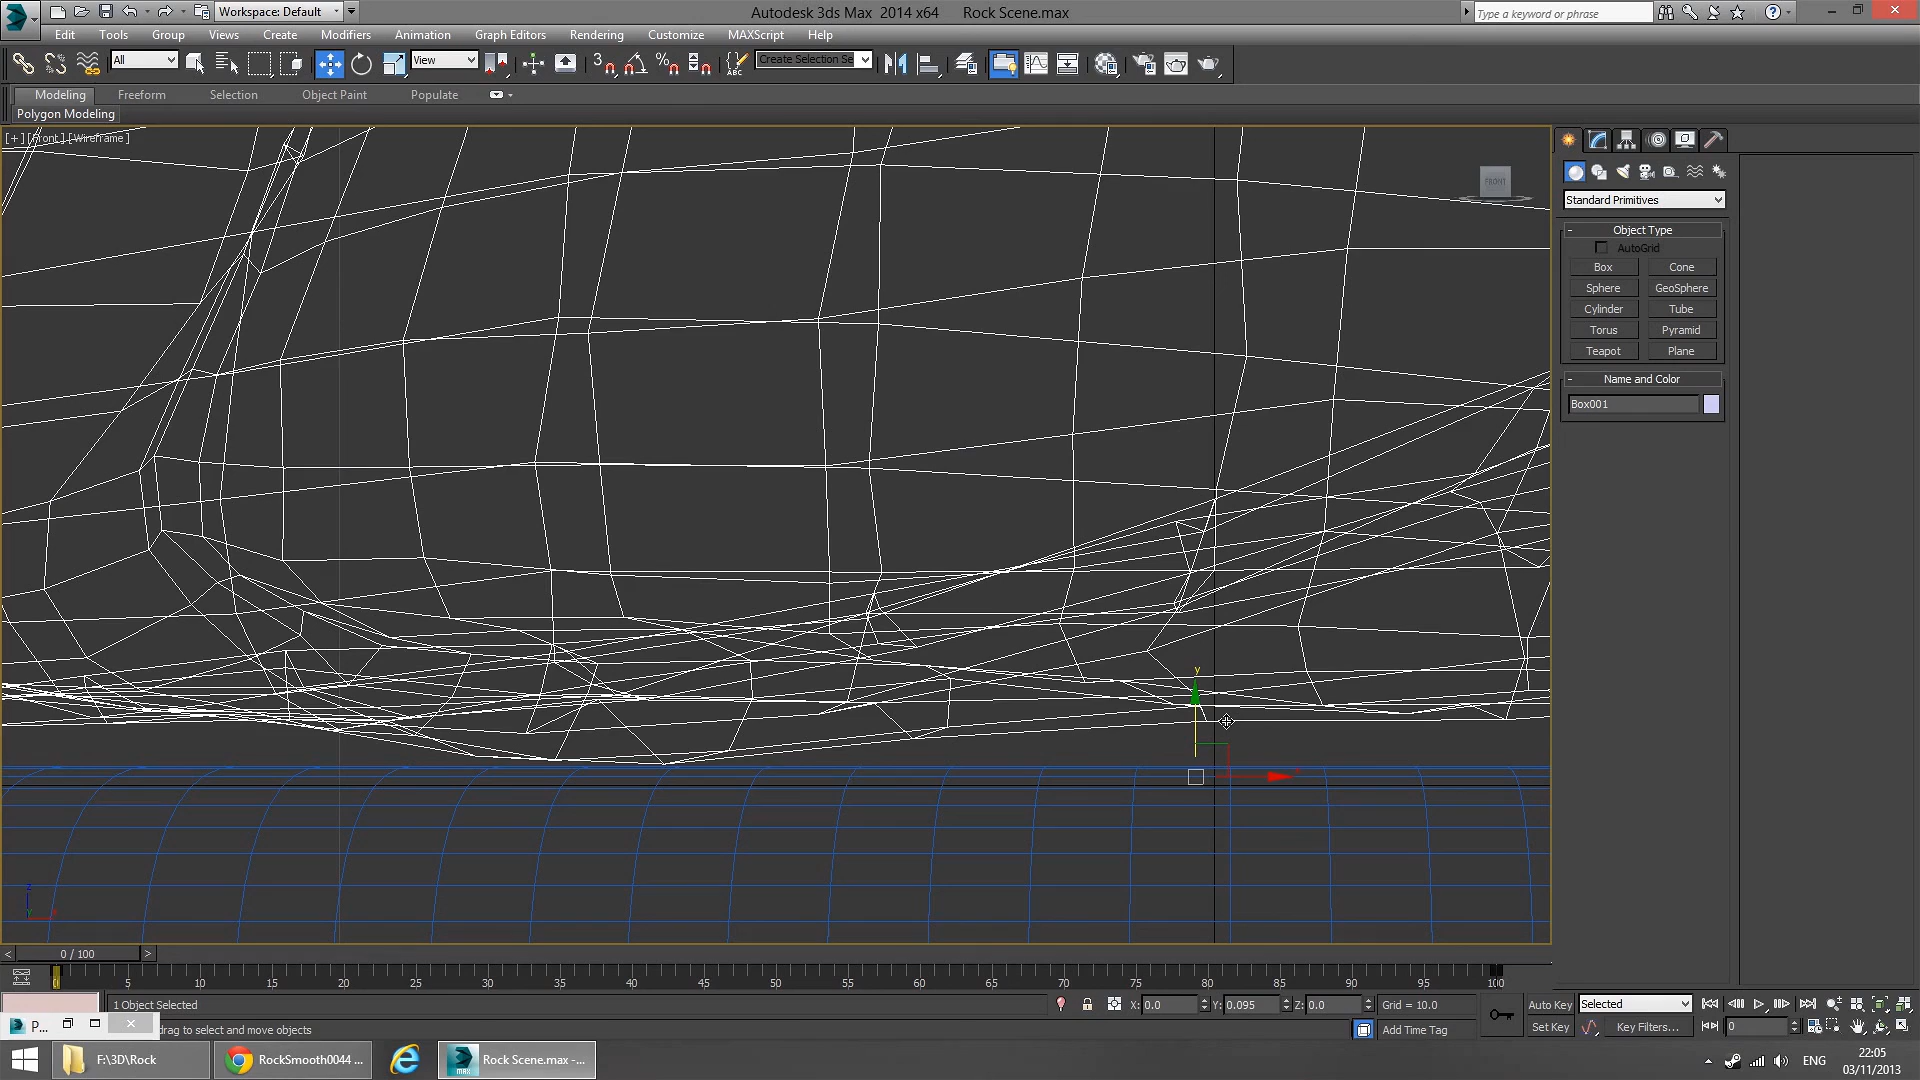 Workspace: Default
Autodesk 3ds Max 2014 x64 Rock Scene.max
Type a keyword or phrase
Edit Tools Group Views Create Modifiers Animation Graph Editors Rendering Customize MAXScript Help
All
View
3
Create Selection Se
ABC
Modeling Freeform Selection Object Paint Populate
Polygon Modeling
[+] [Front] [Wireframe]
FRONT
Standard Primitives
- Object Type
AutoGrid
Box Cone
Sphere GeoSphere
Cylinder Tube
Torus Pyramid
Teapot Plane
- Name and Color
Box001
y
z
< 0 / 100 >
0 5 10 15 20 25 30 35 40 45 50 55 60 65 70 75 80 85 90 95 100
1 Object Selected
X: 0.0 Y: 0.095 Z: 0.0 Grid = 10.0
Auto Key Selected
P...
drag to select and move objects
Add Time Tag
Set Key Key Filters... 0
F:\3D\Rock
RockSmooth0044 ...
MAX
Rock Scene.max -...
ENG
22:05
03/11/2013